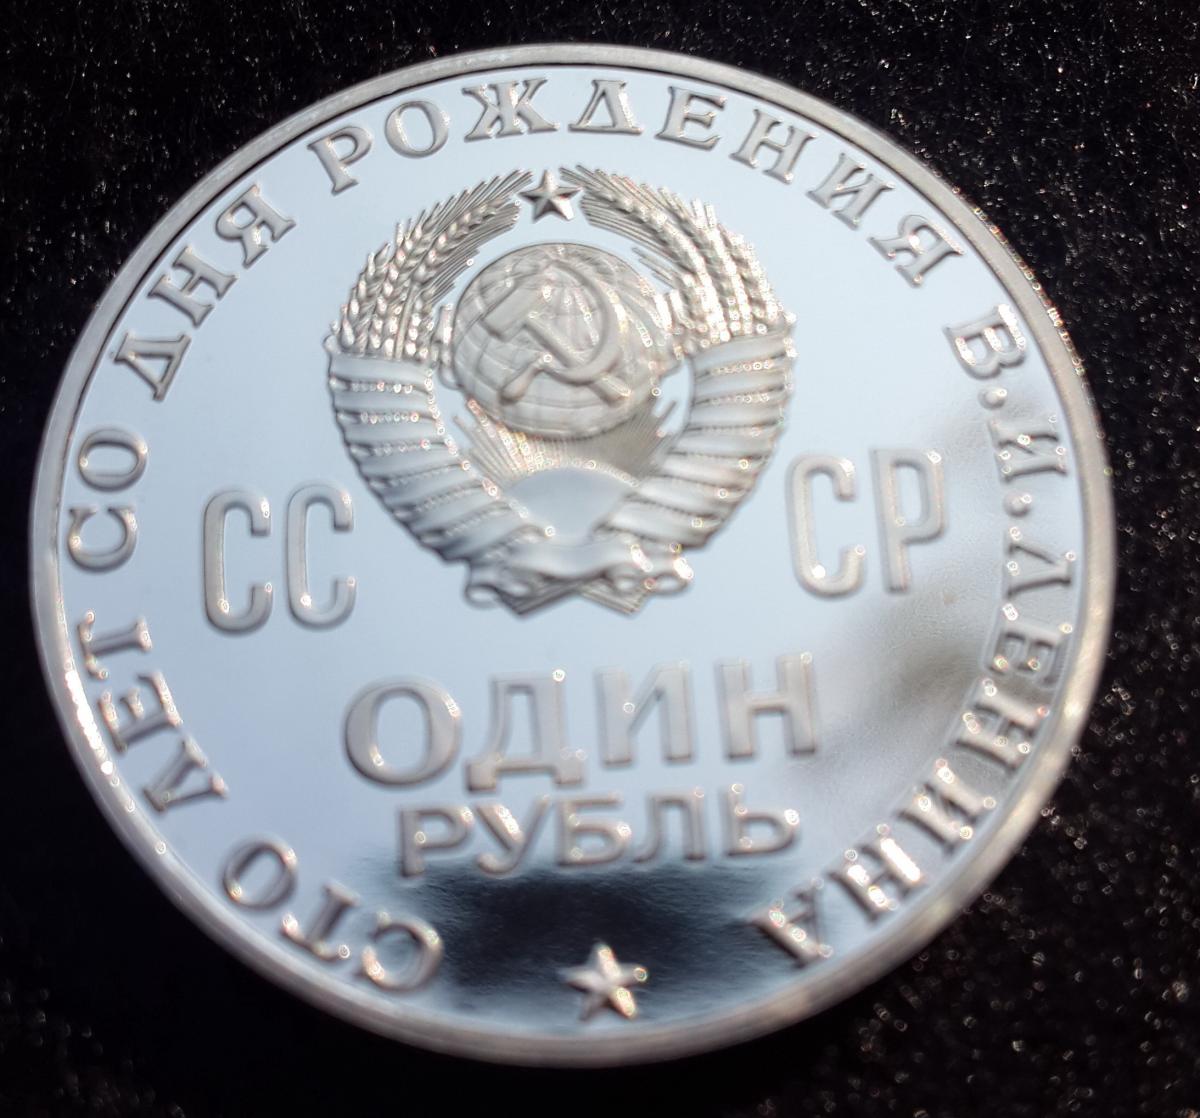 СТО ЛЕТ СО ДНЯ РОЖДЕНИЯ В.И.ЛЕНИНА
СС СР
ОДИН
РУБЛЬ